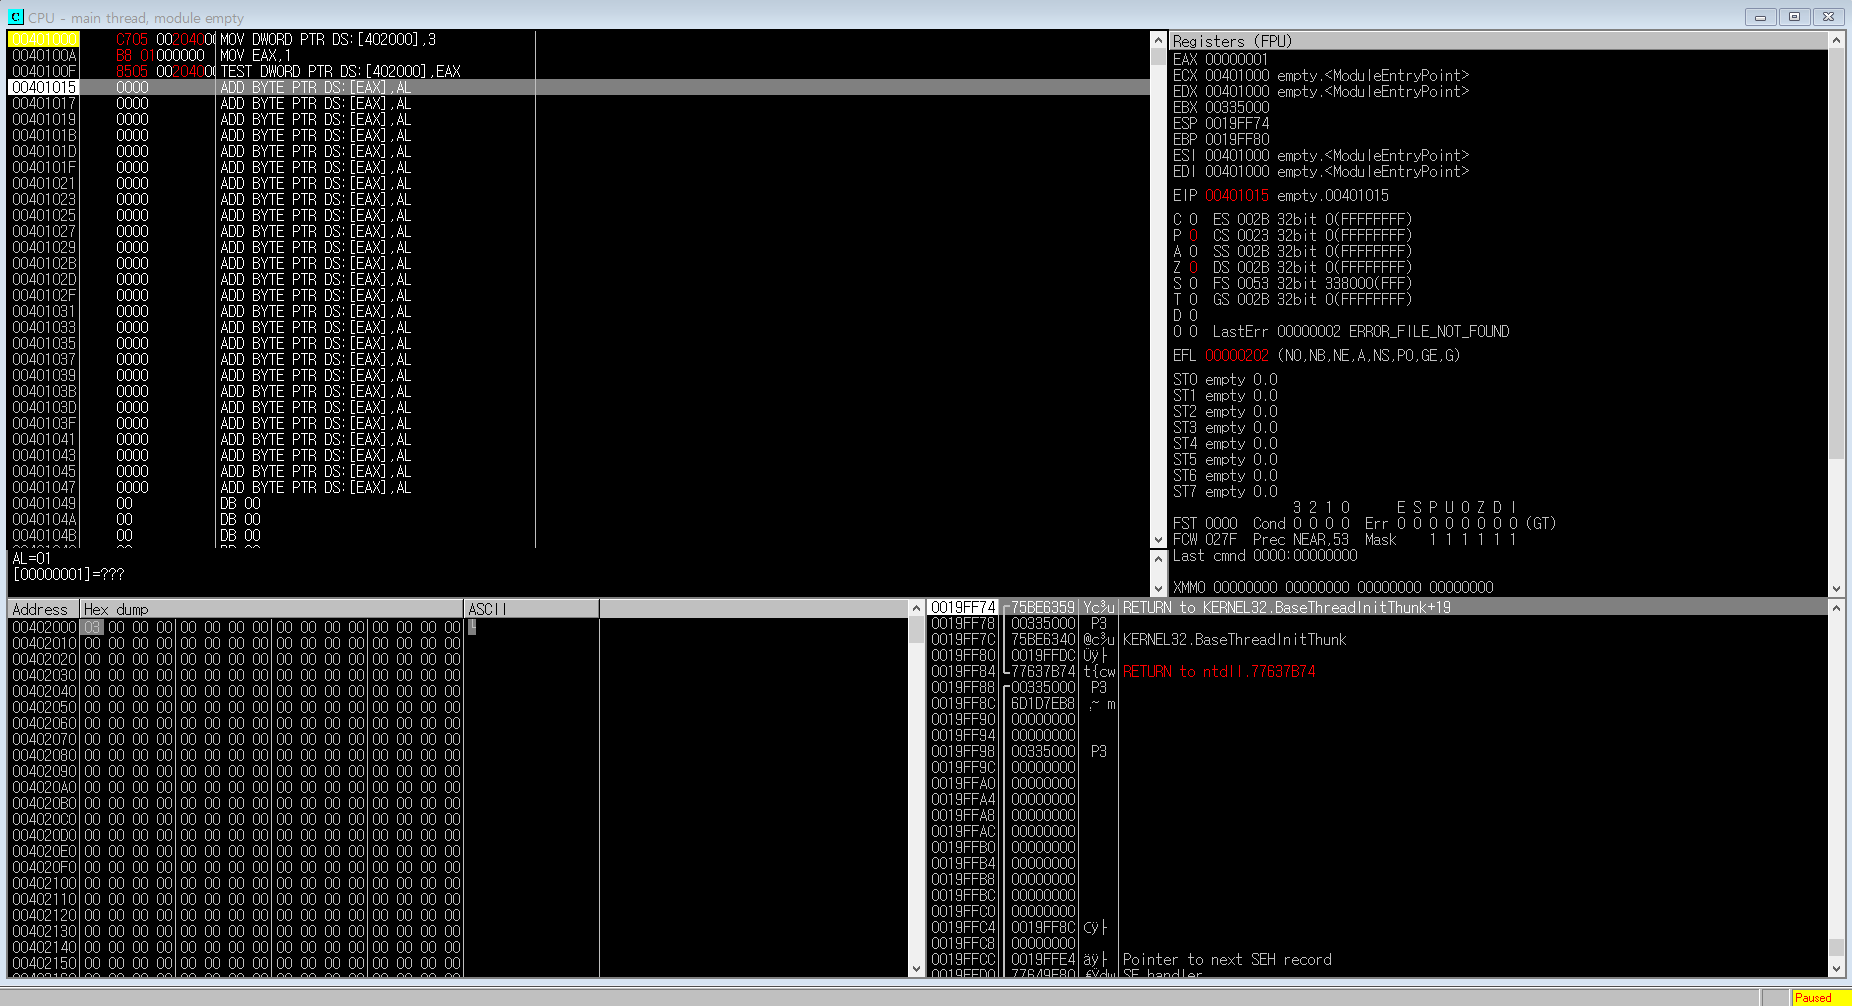 CPU - main thread, module empty
00401000 C705 0020400( MOV DWORD PTR DS:[402000],3
0040100A B8 01000000 MOV EAX,1
0040100F 8505 0020400( TEST DWORD PTR DS:[402000],EAX
00401015 0000 ADD BYTE PTR DS:[EAX],AL
00401017 0000 ADD BYTE PTR DS:[EAX],AL
00401019 0000 ADD BYTE PTR DS:[EAX],AL
0040101B 0000 ADD BYTE PTR DS:[EAX],AL
0040101D 0000 ADD BYTE PTR DS:[EAX],AL
0040101F 0000 ADD BYTE PTR DS:[EAX],AL
00401021 0000 ADD BYTE PTR DS:[EAX],AL
00401023 0000 ADD BYTE PTR DS:[EAX],AL
00401025 0000 ADD BYTE PTR DS:[EAX],AL
00401027 0000 ADD BYTE PTR DS:[EAX],AL
00401029 0000 ADD BYTE PTR DS:[EAX],AL
0040102B 0000 ADD BYTE PTR DS:[EAX],AL
0040102D 0000 ADD BYTE PTR DS:[EAX],AL
0040102F 0000 ADD BYTE PTR DS:[EAX],AL
00401031 0000 ADD BYTE PTR DS:[EAX],AL
00401033 0000 ADD BYTE PTR DS:[EAX],AL
00401035 0000 ADD BYTE PTR DS:[EAX],AL
00401037 0000 ADD BYTE PTR DS:[EAX],AL
00401039 0000 ADD BYTE PTR DS:[EAX],AL
0040103B 0000 ADD BYTE PTR DS:[EAX],AL
0040103D 0000 ADD BYTE PTR DS:[EAX],AL
0040103F 0000 ADD BYTE PTR DS:[EAX],AL
00401041 0000 ADD BYTE PTR DS:[EAX],AL
00401043 0000 ADD BYTE PTR DS:[EAX],AL
00401045 0000 ADD BYTE PTR DS:[EAX],AL
00401047 0000 ADD BYTE PTR DS:[EAX],AL
00401049 00 DB 00
0040104A 00 DB 00
0040104B 00 DB 00
AL=01
[00000001]=???
Registers (FPU)
EAX 00000001
ECX 00401000 empty.<ModuleEntryPoint>
EDX 00401000 empty.<ModuleEntryPoint>
EBX 00335000
ESP 0019FF74
EBP 0019FF80
ESI 00401000 empty.<ModuleEntryPoint>
EDI 00401000 empty.<ModuleEntryPoint>
EIP 00401015 empty.00401015
C 0 ES 002B 32bit 0(FFFFFFFF)
P 0 CS 0023 32bit 0(FFFFFFFF)
A 0 SS 002B 32bit 0(FFFFFFFF)
Z 0 DS 002B 32bit 0(FFFFFFFF)
S 0 FS 0053 32bit 338000(FFF)
T 0 GS 002B 32bit 0(FFFFFFFF)
D 0
O 0 LastErr 00000002 ERROR_FILE_NOT_FOUND
EFL 00000202 (NO,NB,NE,A,NS,PO,GE,G)
ST0 empty 0.0
ST1 empty 0.0
ST2 empty 0.0
ST3 empty 0.0
ST4 empty 0.0
ST5 empty 0.0
ST6 empty 0.0
ST7 empty 0.0
3 2 1 0 E S P U O Z D I
FST 0000 Cond 0 0 0 0 Err 0 0 0 0 0 0 0 0 (GT)
FCW 027F Prec NEAR,53 Mask 1 1 1 1 1 1
Last cmnd 0000:00000000
XMM0 00000000 00000000 00000000 00000000
Address Hex dump ASCII
00402000 03 00 00 00 00 00 00 00 00 00 00 00 00 00 00 00 └
00402010 00 00 00 00 00 00 00 00 00 00 00 00 00 00 00 00
00402020 00 00 00 00 00 00 00 00 00 00 00 00 00 00 00 00
00402030 00 00 00 00 00 00 00 00 00 00 00 00 00 00 00 00
00402040 00 00 00 00 00 00 00 00 00 00 00 00 00 00 00 00
00402050 00 00 00 00 00 00 00 00 00 00 00 00 00 00 00 00
00402060 00 00 00 00 00 00 00 00 00 00 00 00 00 00 00 00
00402070 00 00 00 00 00 00 00 00 00 00 00 00 00 00 00 00
00402080 00 00 00 00 00 00 00 00 00 00 00 00 00 00 00 00
00402090 00 00 00 00 00 00 00 00 00 00 00 00 00 00 00 00
004020A0 00 00 00 00 00 00 00 00 00 00 00 00 00 00 00 00
004020B0 00 00 00 00 00 00 00 00 00 00 00 00 00 00 00 00
004020C0 00 00 00 00 00 00 00 00 00 00 00 00 00 00 00 00
004020D0 00 00 00 00 00 00 00 00 00 00 00 00 00 00 00 00
004020E0 00 00 00 00 00 00 00 00 00 00 00 00 00 00 00 00
004020F0 00 00 00 00 00 00 00 00 00 00 00 00 00 00 00 00
00402100 00 00 00 00 00 00 00 00 00 00 00 00 00 00 00 00
00402110 00 00 00 00 00 00 00 00 00 00 00 00 00 00 00 00
00402120 00 00 00 00 00 00 00 00 00 00 00 00 00 00 00 00
00402130 00 00 00 00 00 00 00 00 00 00 00 00 00 00 00 00
00402140 00 00 00 00 00 00 00 00 00 00 00 00 00 00 00 00
00402150 00 00 00 00 00 00 00 00 00 00 00 00 00 00 00 00
0019FF74 75BE6359 Yc¾u RETURN to KERNEL32.BaseThreadInitThunk+19
0019FF78 00335000 P3
0019FF7C 75BE6340 @c¾u KERNEL32.BaseThreadInitThunk
0019FF80 0019FFDC Üÿ├
0019FF84 77637B74 t{cw RETURN to ntdll.77637B74
0019FF88 00335000 P3
0019FF8C 6D1D7EB8 ¸~ m
0019FF90 00000000
0019FF94 00000000
0019FF98 00335000 P3
0019FF9C 00000000
0019FFA0 00000000
0019FFA4 00000000
0019FFA8 00000000
0019FFAC 00000000
0019FFB0 00000000
0019FFB4 00000000
0019FFB8 00000000
0019FFBC 00000000
0019FFC0 00000000
0019FFC4 0019FF8C Œÿ├
0019FFC8 00000000
0019FFCC 0019FFE4 äÿ├ Pointer to next SEH record
0019FFD0 77649F80 €Ÿdw SE handler
Paused